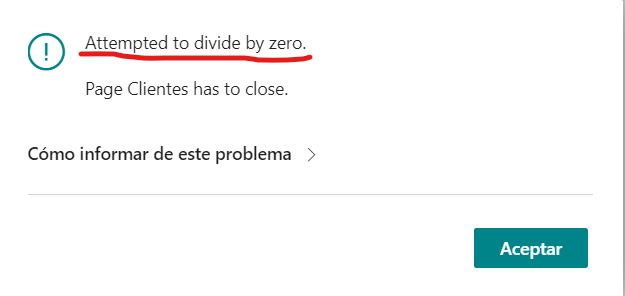 Attempted to divide by zero.
Page Clientes has to close.
Cómo informar de este problema
Aceptar